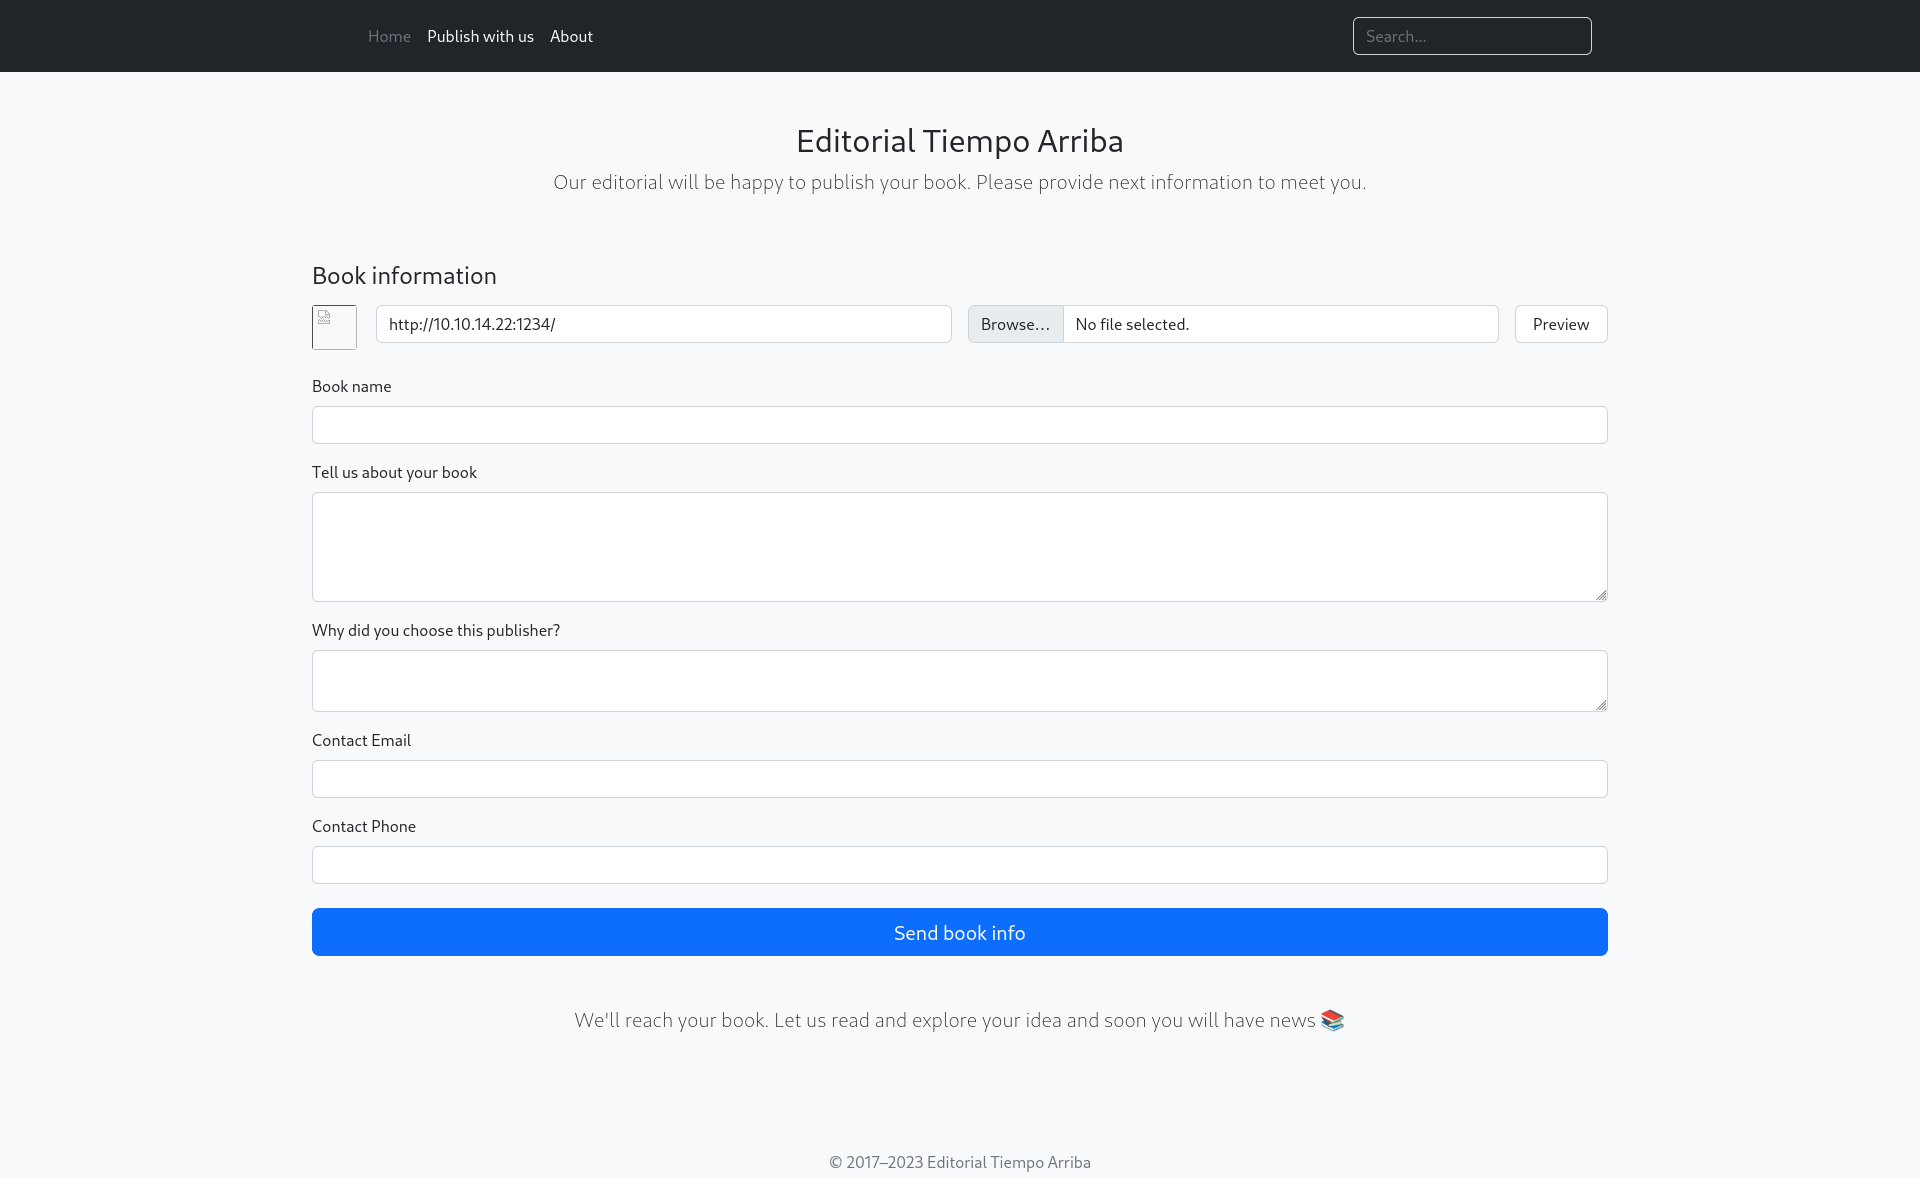 Home Publish with us About Search...
Editorial Tiempo Arriba
Our editorial will be happy to publish your book. Please provide next information to meet you.
Book information
http://10.10.14.22:1234/ Browse... No file selected. Preview
Book name
Tell us about your book
Why did you choose this publisher?
Contact Email
Contact Phone
Send book info
We'll reach your book. Let us read and explore your idea and soon you will have news 📚
© 2017–2023 Editorial Tiempo Arriba